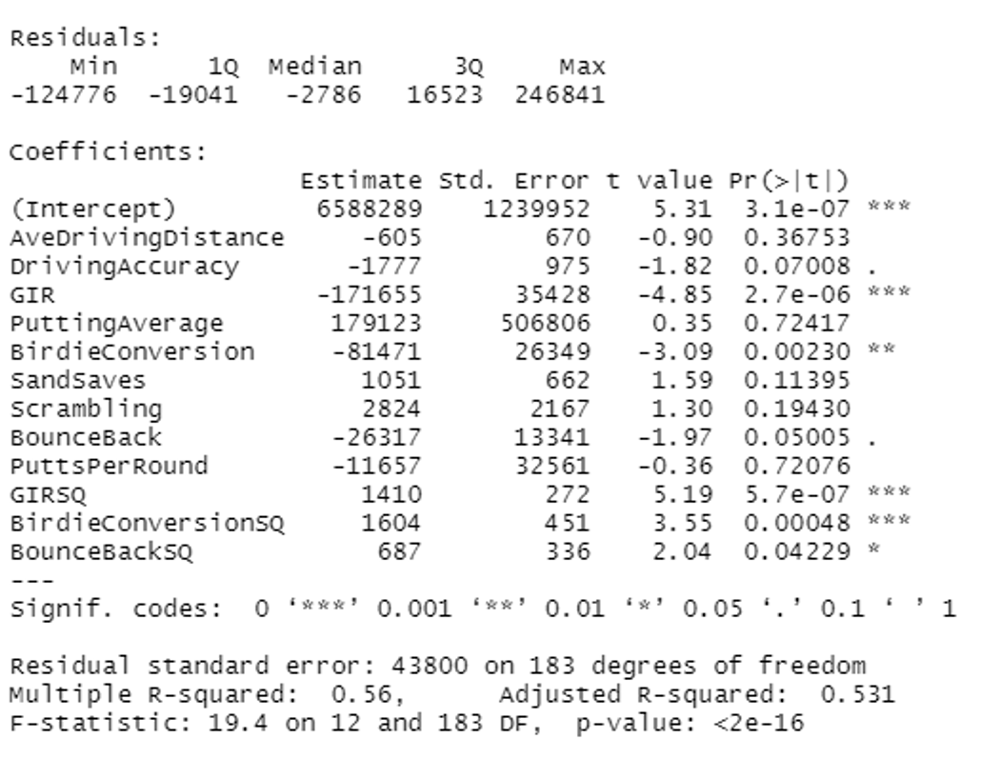 Residuals:
    Min      1Q  Median      3Q     Max
-124776  -19041   -2786   16523  246841
Coefficients:
                   Estimate Std. Error t value Pr(>|t|)
(Intercept)         6588289    1239952    5.31  3.1e-07 ***
AveDrivingDistance     -605        670   -0.90  0.36753
DrivingAccuracy       -1777        975   -1.82  0.07008 .
GIR                 -171655      35428   -4.85  2.7e-06 ***
PuttingAverage       179123     506806    0.35  0.72417
BirdieConversion     -81471      26349   -3.09  0.00230 **
SandSaves              1051        662    1.59  0.11395
Scrambling             2824       2167    1.30  0.19430
BounceBack           -26317      13341   -1.97  0.05005 .
PuttsPerRound        -11657      32561   -0.36  0.72076
GIRSQ                  1410        272    5.19  5.7e-07 ***
BirdieConversionSQ     1604        451    3.55  0.00048 ***
BounceBackSQ            687        336    2.04  0.04229 *
---
Signif. codes:  0 ‘***’ 0.001 ‘**’ 0.01 ‘*’ 0.05 ‘.’ 0.1 ‘ ’ 1
Residual standard error: 43800 on 183 degrees of freedom
Multiple R-squared:  0.56,      Adjusted R-squared:  0.531
F-statistic: 19.4 on 12 and 183 DF,  p-value: <2e-16